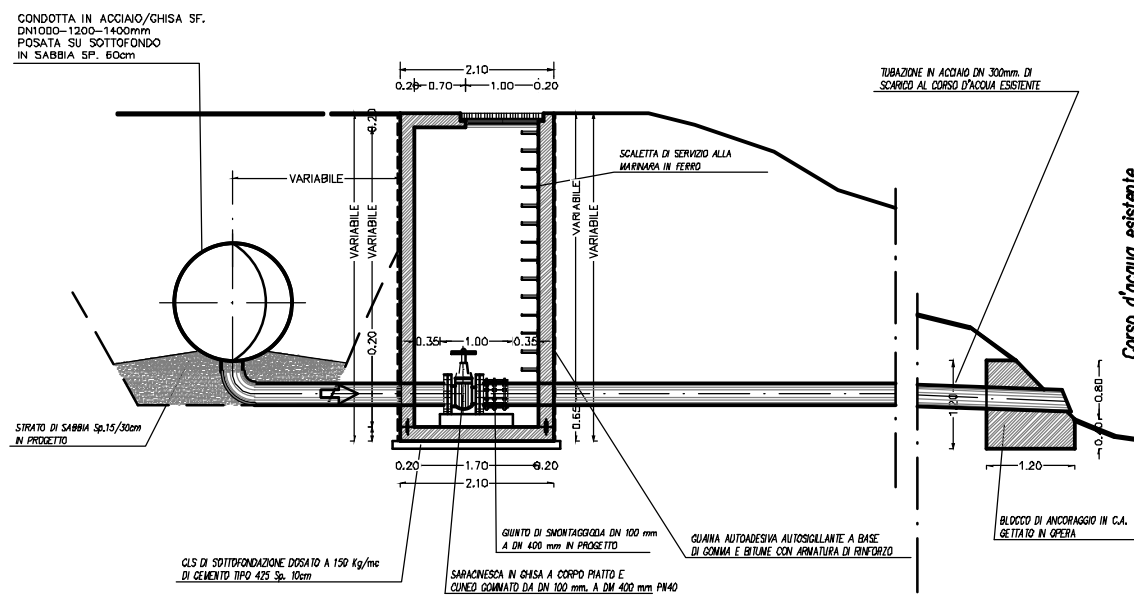 CONDOTTA IN ACCIAIO/GHISA SF.
DN1000-1200-1400mm
POSATA SU SOTTOFONDO
IN SABBIA SP. 60cm
2.10
0.20 0.70 1.00 0.20
TUBAZIONE IN ACCIAIO DN 300mm. DI
SCARICO AL CORSO D'ACQUA ESISTENTE
0.20
SCALETTA DI SERVIZIO ALLA
MARINARA IN FERRO
VARIABILE
VARIABILE
VARIABILE
VARIABILE
VARIABILE
Corso d'acqua esistente
0.35 1.00 0.35
0.20
0.65
1.20
0.80
STRATO DI SABBIA Sp.15/30cm
IN PROGETTO
0.20 1.70 0.20
2.10
1.20
GIUNTO DI SMONTAGGIODA DN 100 mm
A DN 400 mm IN PROGETTO
GUAINA AUTOADESIVA AUTOSIGILLANTE A BASE
DI GOMMA E BITUME CON ARMATURA DI RINFORZO
BLOCCO DI ANCORAGGIO IN C.A.
GETTATO IN OPERA
CLS DI SOTTOFONDAZIONE DOSATO A 150 Kg/mc
DI CEMENTO TIPO 425 Sp. 10cm
SARACINESCA IN GHISA A CORPO PIATTO E
CUNEO GOMMATO DA DN 100 mm. A DM 400 mm PN40